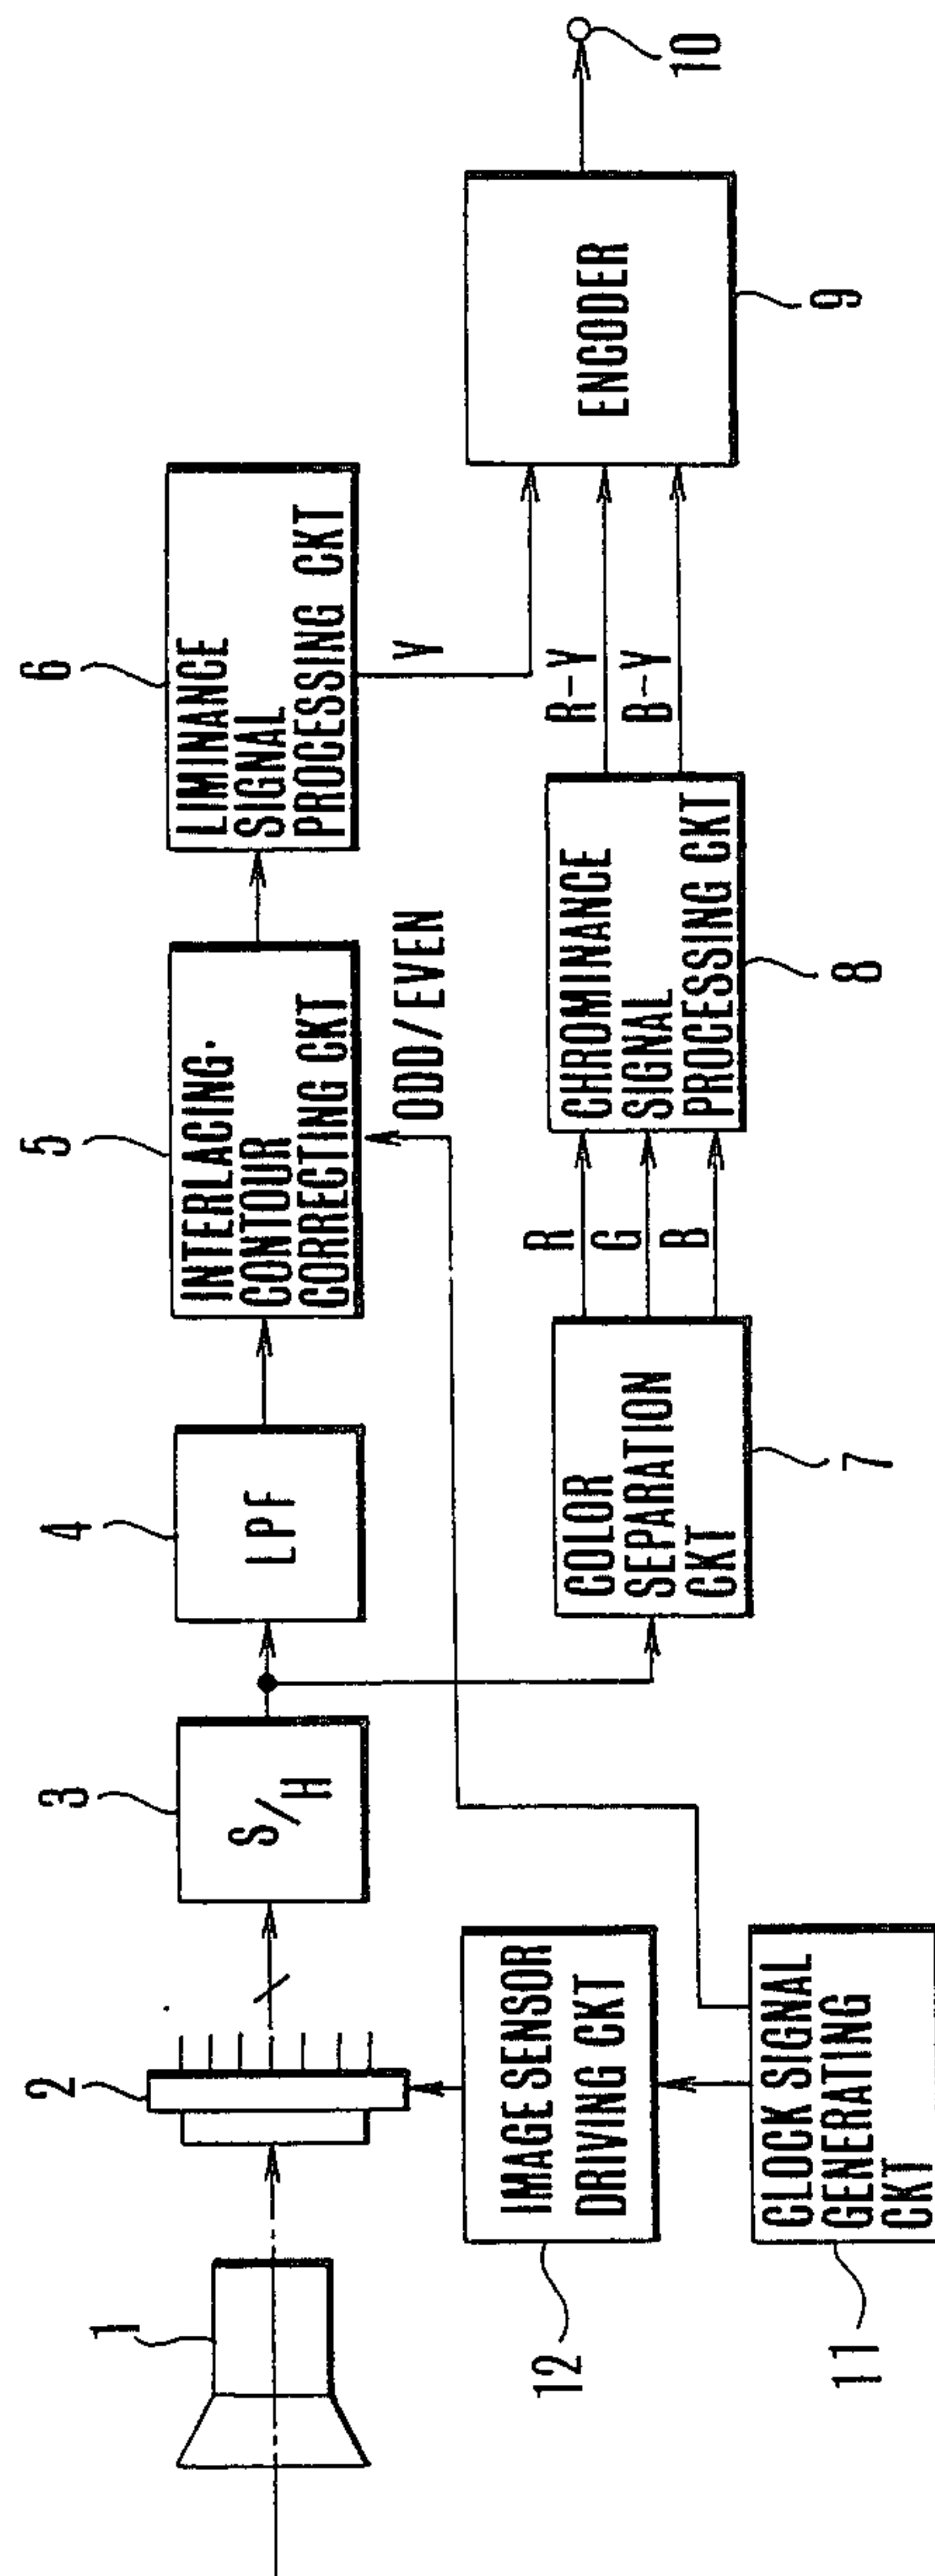 1
2
3
S/H
4
LPF
5
INTERLACING·
CONTOUR
CORRECTING CKT
6
LIMINANCE
SIGNAL
PROCESSING CKT
Y
ODD/EVEN
7
COLOR
SEPARATION
CKT
R
G
B
8
CHROMINANCE
SIGNAL
PROCESSING CKT
R-Y
B-Y
9
ENCODER
10
12
IMAGE SENSOR
DRIVING CKT
11
CLOCK SIGNAL
GENERATING
CKT